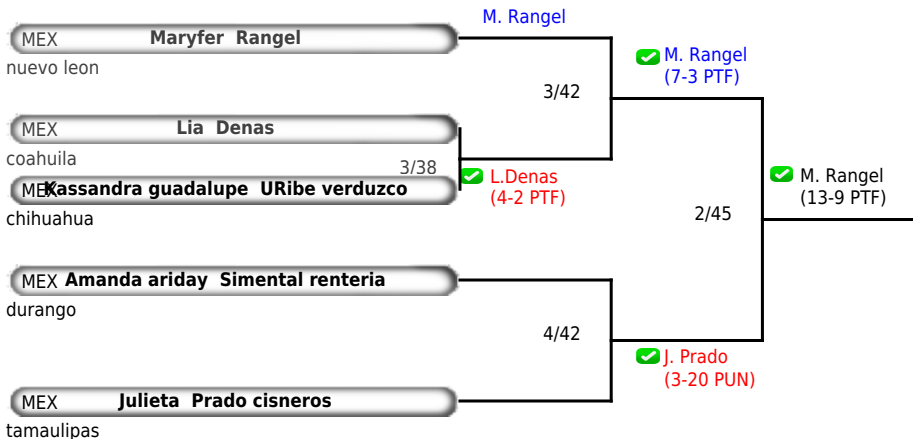 M. Rangel
MEX Maryfer Rangel
nuevo leon
M. Rangel
(7-3 PTF)
3/42
MEX Lia Denas
coahuila
3/38
L.Denas
(4-2 PTF)
MEX Kassandra guadalupe URibe verduzco
chihuahua
M. Rangel
(13-9 PTF)
2/45
MEX Amanda ariday Simental renteria
durango
4/42
J. Prado
(3-20 PUN)
MEX Julieta Prado cisneros
tamaulipas